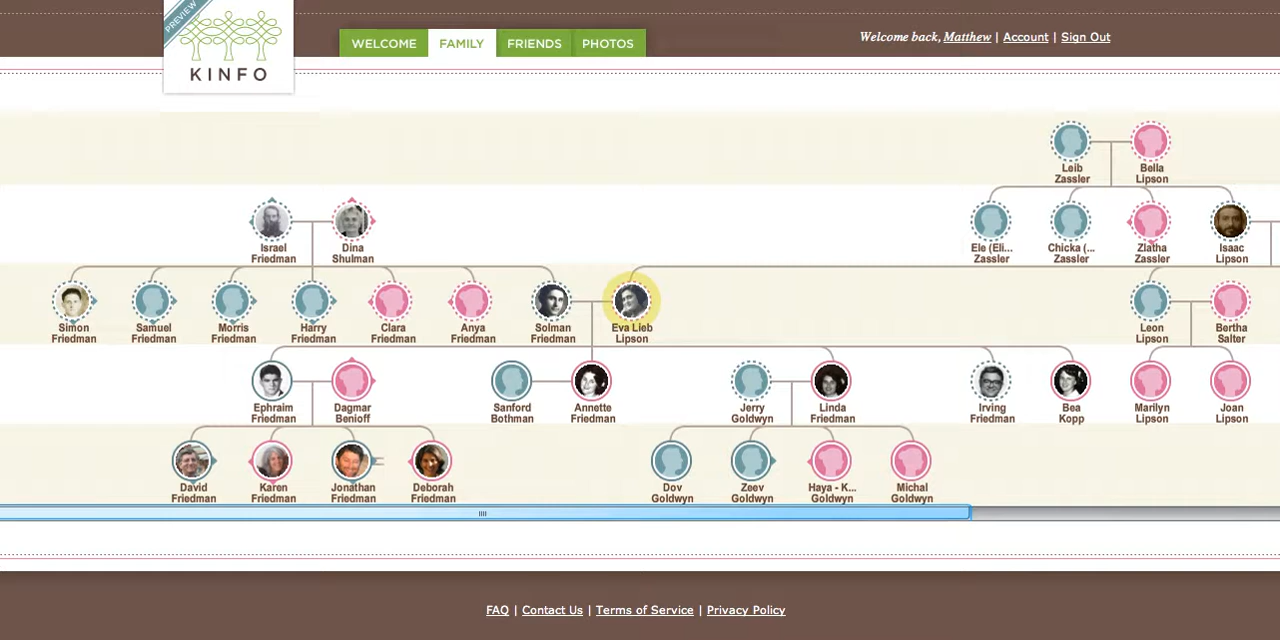 PREVIEW
KINFO
WELCOME FAMILY FRIENDS PHOTOS
Welcome back, Matthew | Account | Sign Out
Leib
Zassler
Bella
Lipson
Israel
Friedman
Dina
Shulman
Ele (Eli...
Zassler
Chicka (...
Zassler
Zlatha
Zassler
Isaac
Lipson
Simon
Friedman
Samuel
Friedman
Morris
Friedman
Harry
Friedman
Clara
Friedman
Anya
Friedman
Solman
Friedman
Eva Lieb
Lipson
Leon
Lipson
Bertha
Salter
Ephraim
Friedman
Dagmar
Benioff
Sanford
Bothman
Annette
Friedman
Jerry
Goldwyn
Linda
Friedman
Irving
Friedman
Bea
Kopp
Marilyn
Lipson
Joan
Lipson
David
Friedman
Karen
Friedman
Jonathan
Friedman
Deborah
Friedman
Dov
Goldwyn
Zeev
Goldwyn
Haya - K...
Goldwyn
Michal
Goldwyn
FAQ | Contact Us | Terms of Service | Privacy Policy